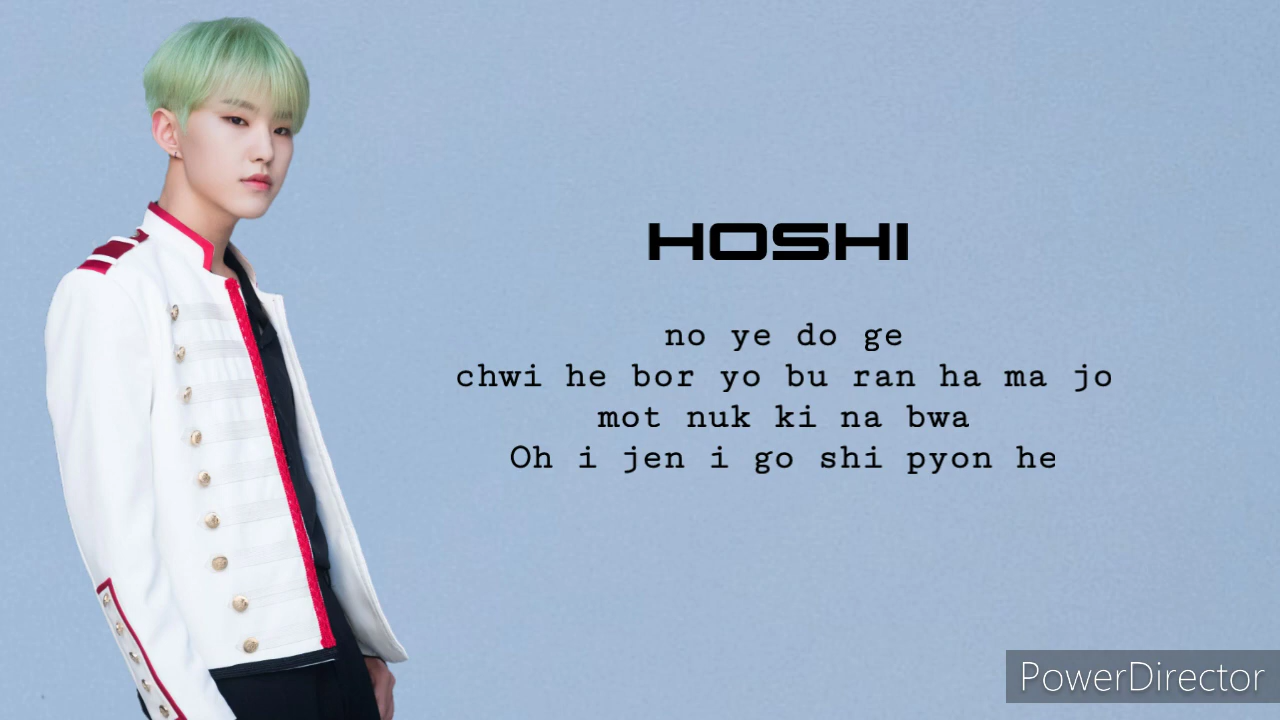 HOSHI
no ye do ge
chwi he bor yo bu ran ha ma jo
mot nuk ki na bwa
Oh i jen i go shi pyon he
PowerDirector